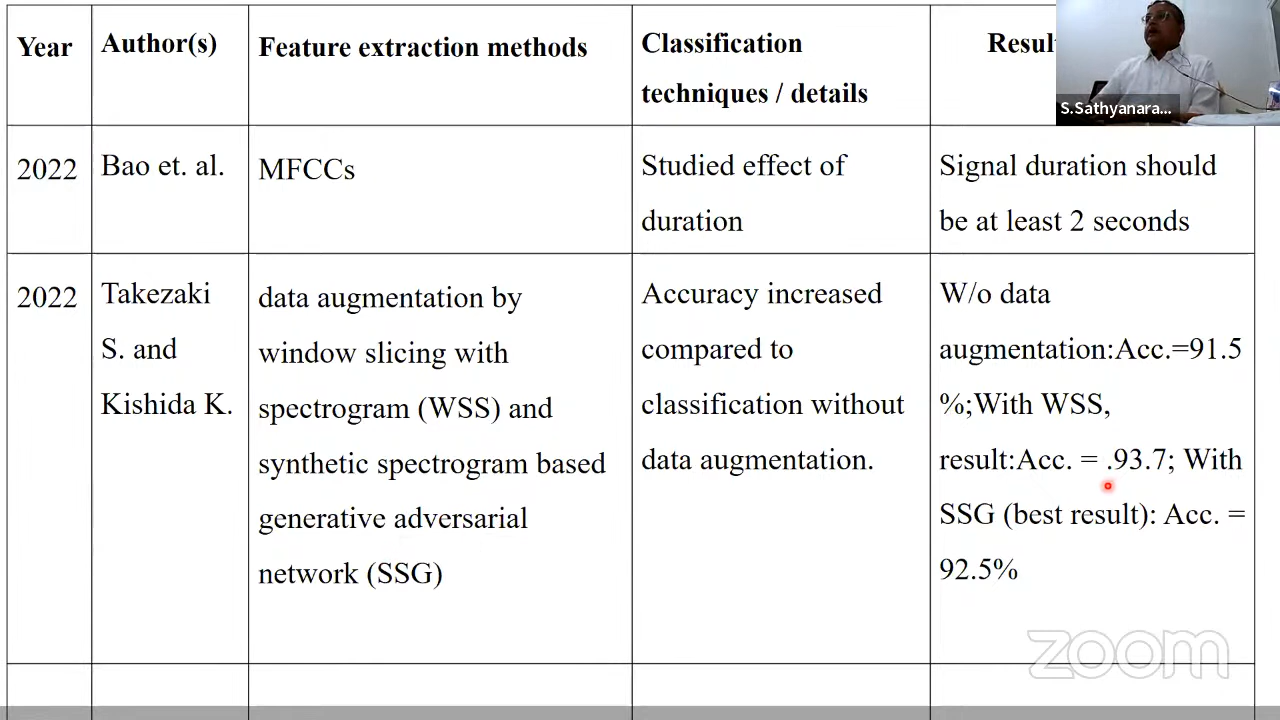 Year Author(s) Feature extraction methods Classification techniques / details Resul
S.Sathyanara...
2022 Bao et. al. MFCCs Studied effect of duration Signal duration should be at least 2 seconds
2022
Takezaki
S. and
Kishida K.
data augmentation by
window slicing with
spectrogram (WSS) and
synthetic spectrogram based
generative adversarial
network (SSG)
Accuracy increased
compared to
classification without
data augmentation.
W/o data
augmentation:Acc.=91.5
%;With WSS,
result:Acc. = .93.7; With
SSG (best result): Acc. =
92.5%
zoom